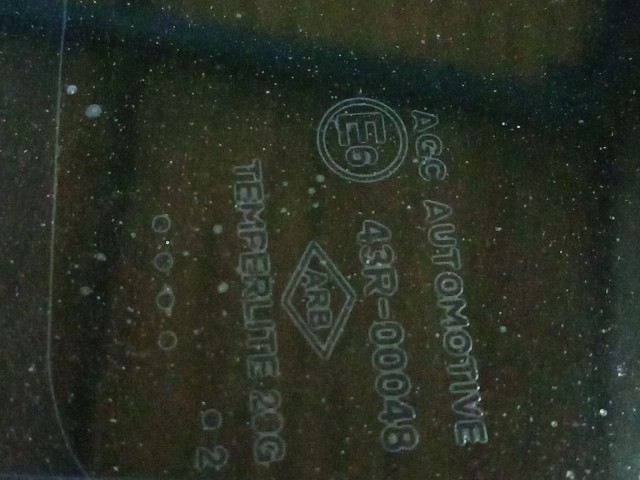 AGC AUTOMOTIVE
E6 43R-00048
ARB
TEMPERLITE 20G
2